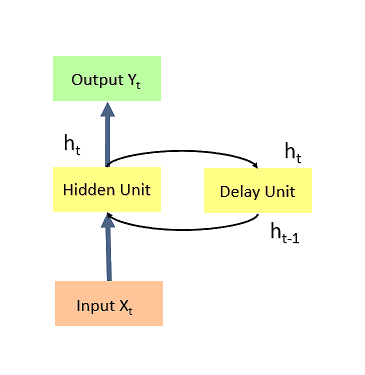 Output Yt
ht
ht
Hidden Unit
Delay Unit
ht-1
Input Xt